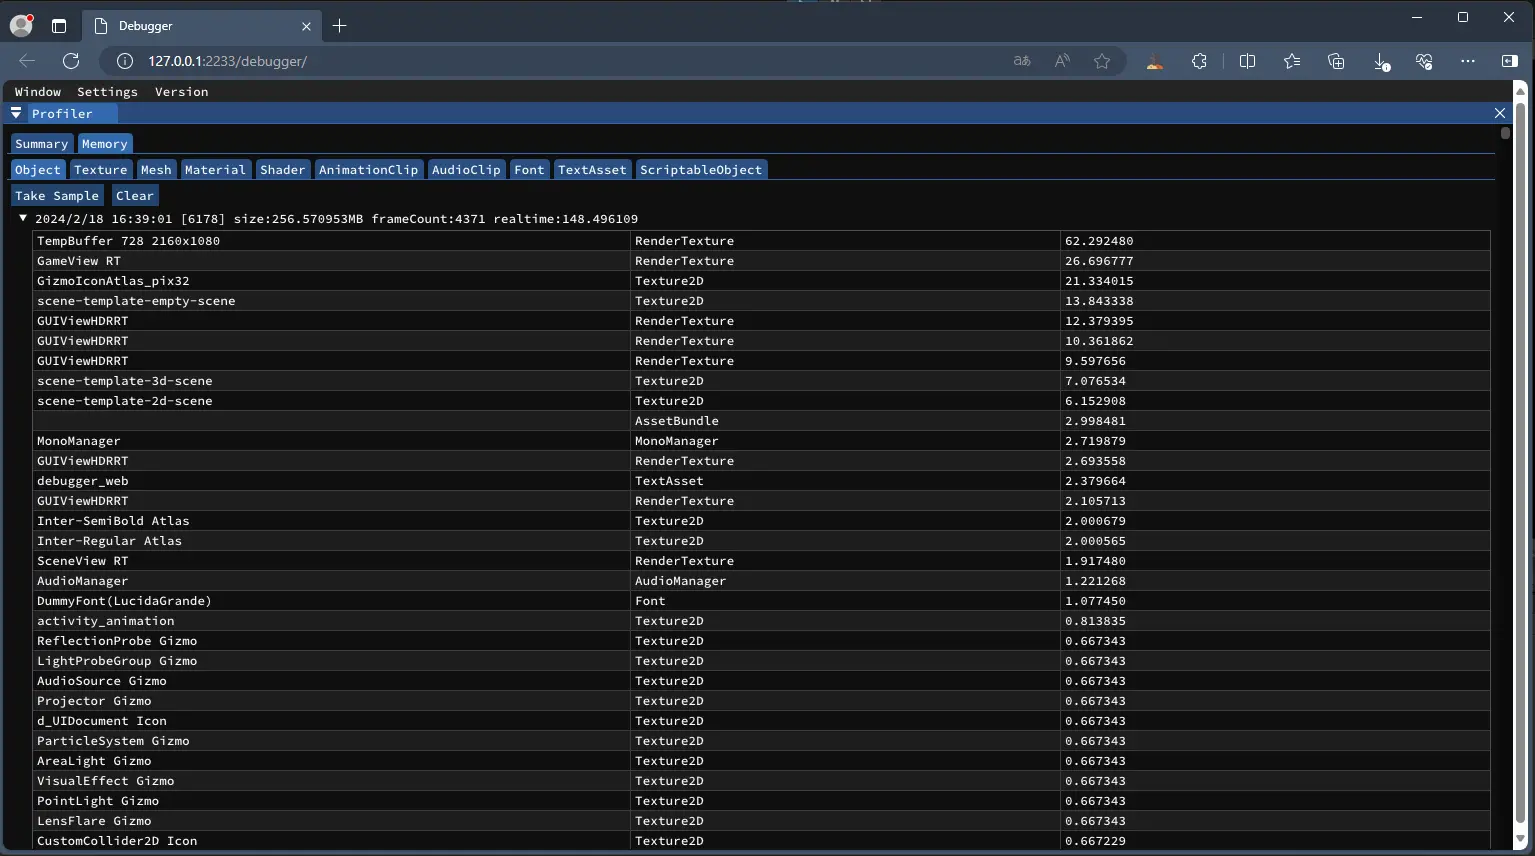 Debugger
127.0.0.1:2233/debugger/
Window Settings Version
Profiler
Summary Memory
Object Texture Mesh Material Shader AnimationClip AudioClip Font TextAsset ScriptableObject
Take Sample Clear
2024/2/18 16:39:01 [6178] size:256.570953MB frameCount:4371 realtime:148.496109
TempBuffer 728 2160x1080 RenderTexture 62.292480
GameView RT RenderTexture 26.696777
GizmoIconAtlas_pix32 Texture2D 21.334015
scene-template-empty-scene Texture2D 13.843338
GUIViewHDRRT RenderTexture 12.379395
GUIViewHDRRT RenderTexture 10.361862
GUIViewHDRRT RenderTexture 9.597656
scene-template-3d-scene Texture2D 7.076534
scene-template-2d-scene Texture2D 6.152908
AssetBundle 2.998481
MonoManager MonoManager 2.719879
GUIViewHDRRT RenderTexture 2.693558
debugger_web TextAsset 2.379664
GUIViewHDRRT RenderTexture 2.105713
Inter-SemiBold Atlas Texture2D 2.000679
Inter-Regular Atlas Texture2D 2.000565
SceneView RT RenderTexture 1.917480
AudioManager AudioManager 1.221268
DummyFont(LucidaGrande) Font 1.077450
activity_animation Texture2D 0.813835
ReflectionProbe Gizmo Texture2D 0.667343
LightProbeGroup Gizmo Texture2D 0.667343
AudioSource Gizmo Texture2D 0.667343
Projector Gizmo Texture2D 0.667343
d_UIDocument Icon Texture2D 0.667343
ParticleSystem Gizmo Texture2D 0.667343
AreaLight Gizmo Texture2D 0.667343
VisualEffect Gizmo Texture2D 0.667343
PointLight Gizmo Texture2D 0.667343
LensFlare Gizmo Texture2D 0.667343
CustomCollider2D Icon Texture2D 0.667229